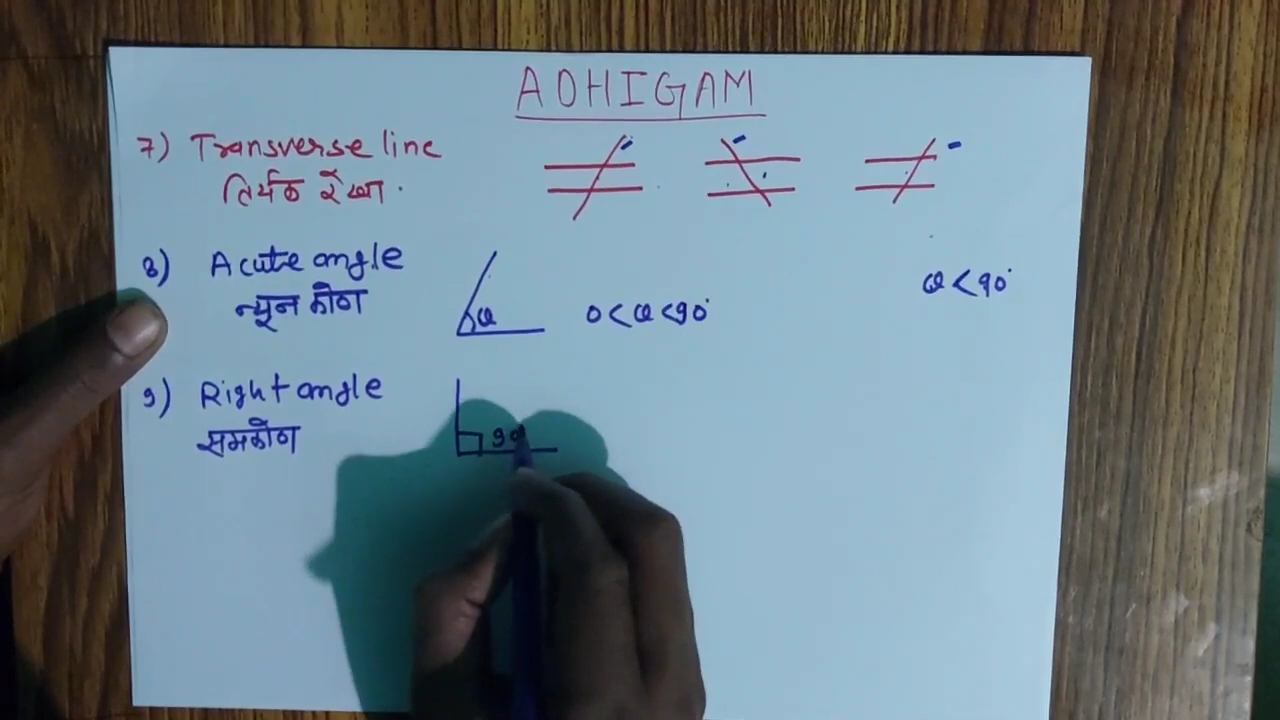 ADHIGAM
7) Transverse line
तिर्यक रेखा.
8) Acute angle
न्यून कोण
θ
0<θ<90°
θ<90°
9) Right angle
समकोण
90